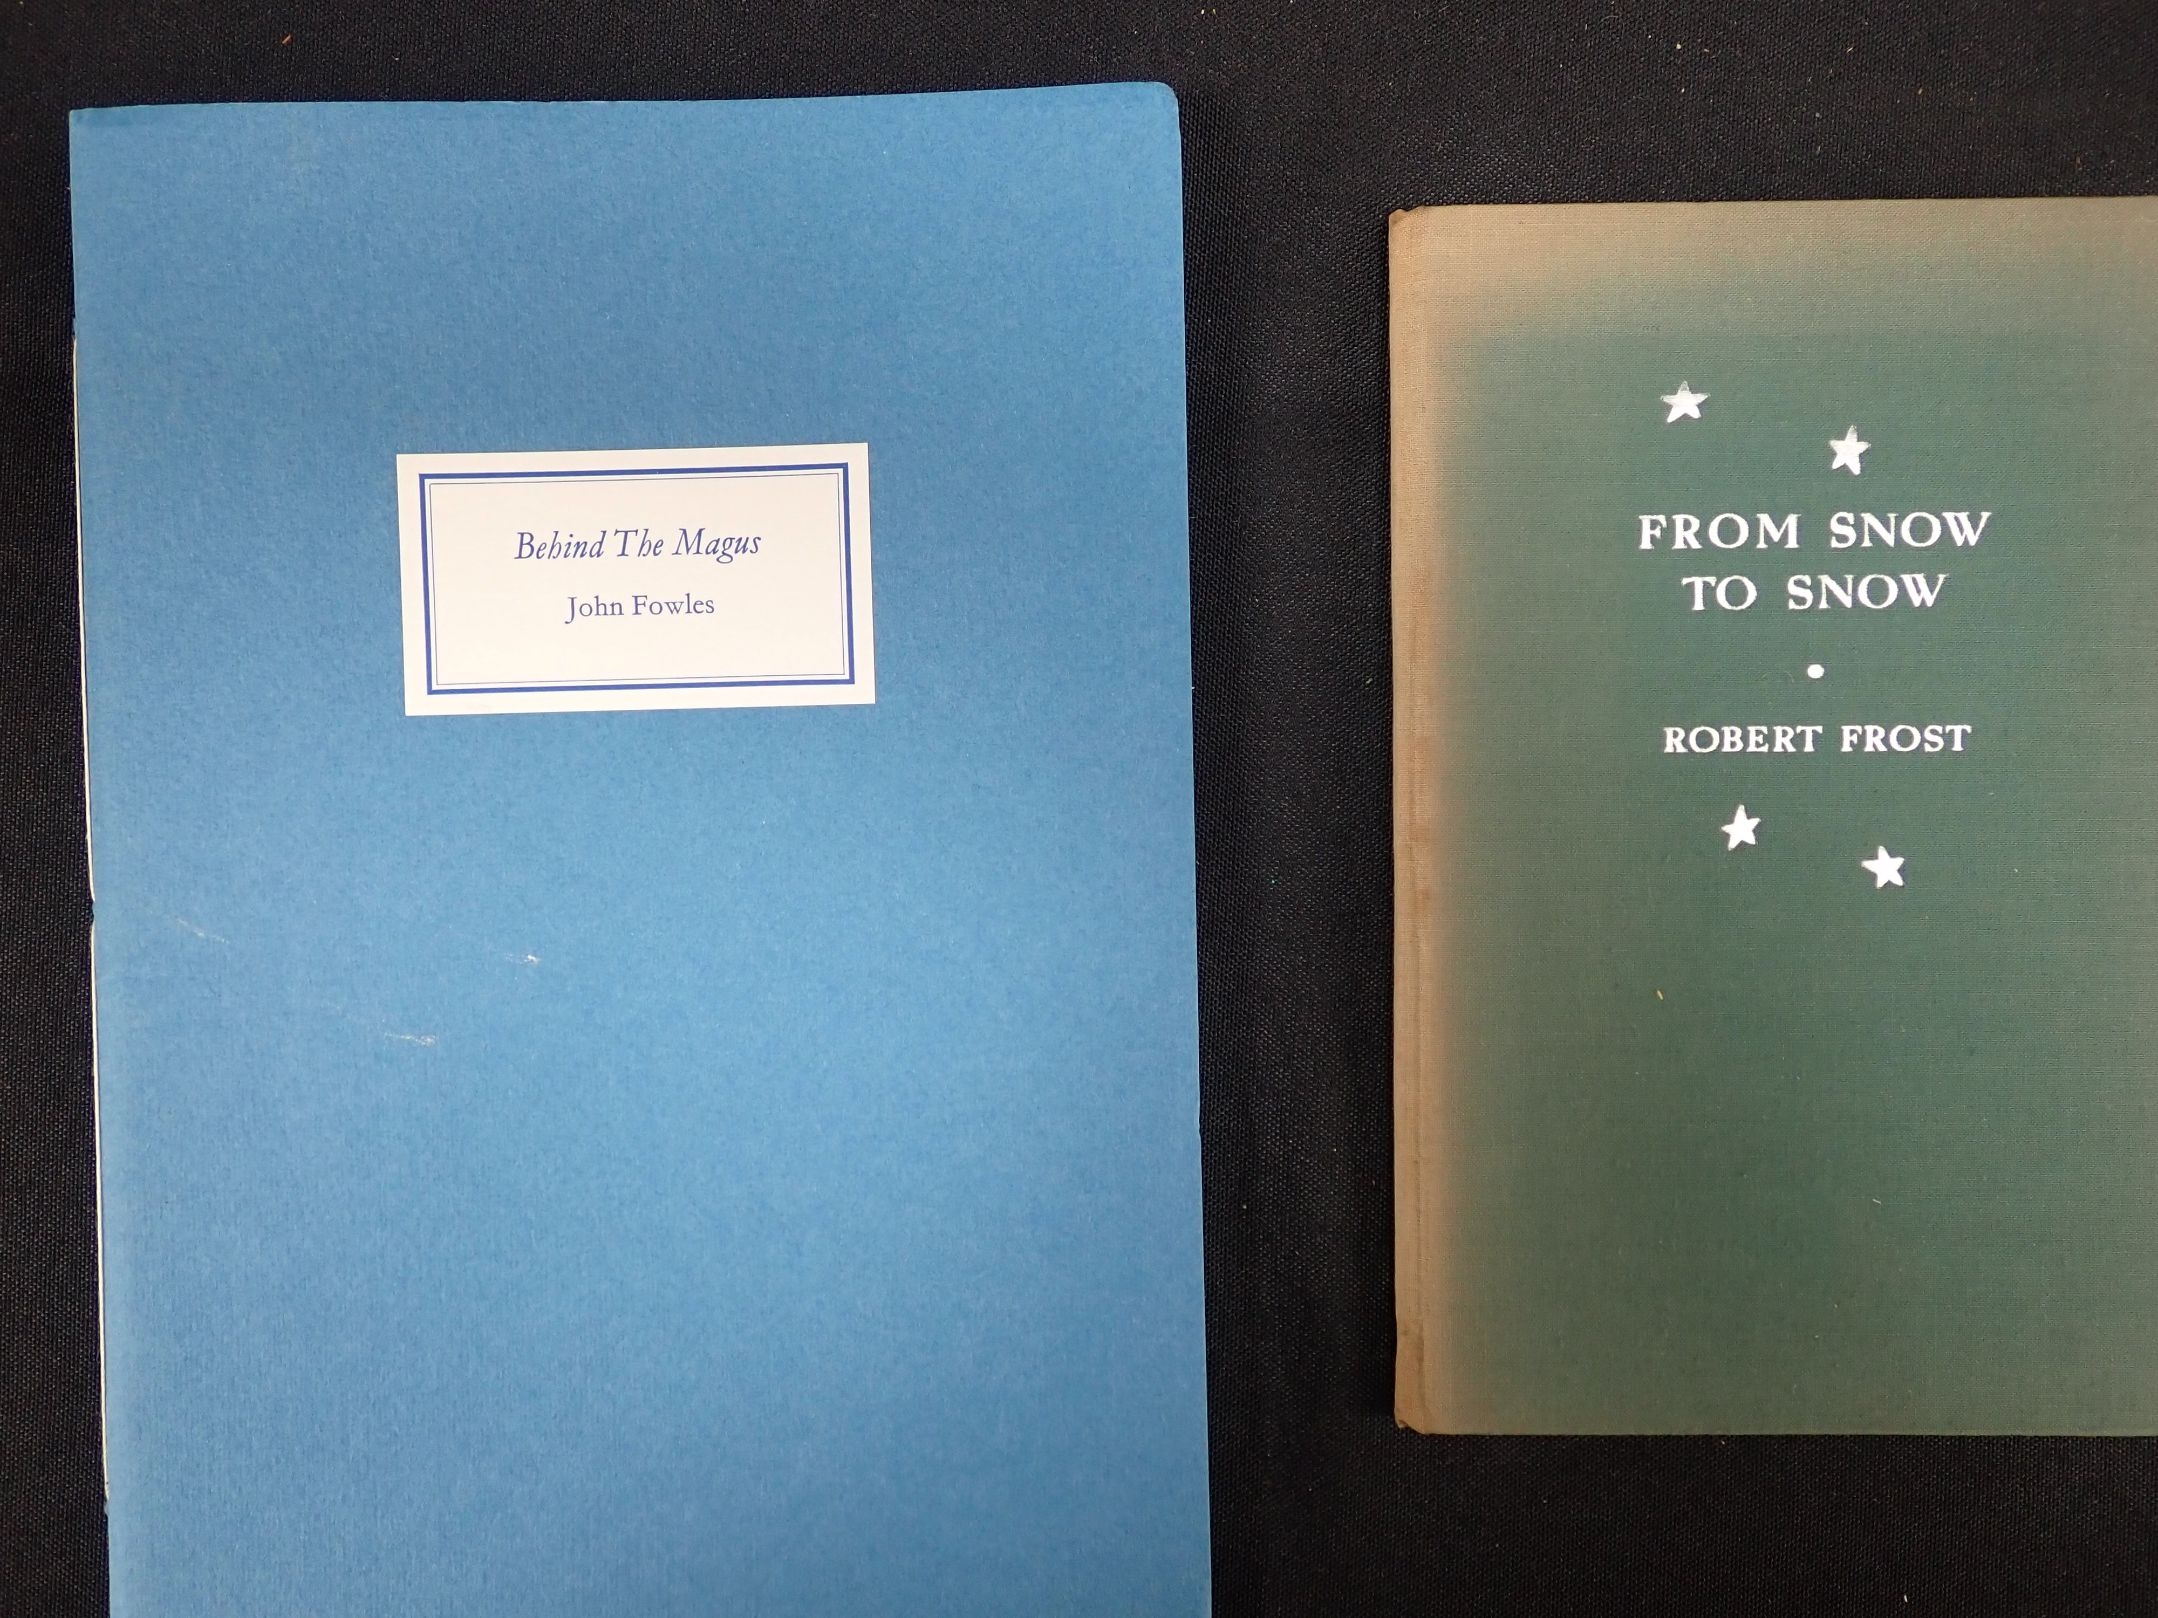 Behind The Magus
John Fowles
FROM SNOW
TO SNOW
•
ROBERT FROST